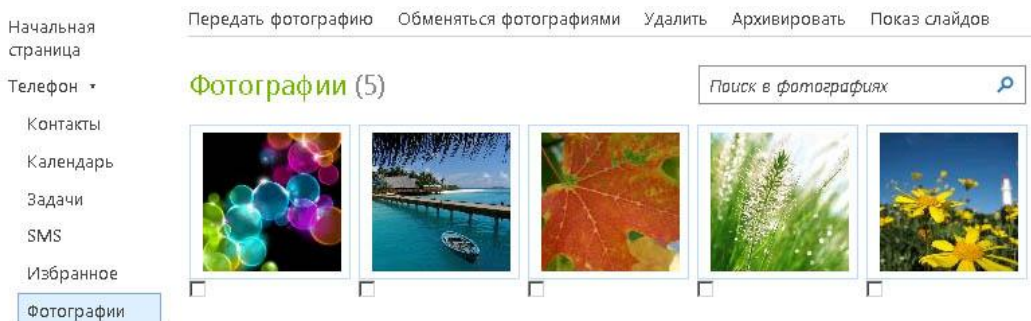 Начальная
страница
Телефон
Контакты
Календарь
Задачи
SMS
Избранное
Фотографии
Передать фотографию Обменяться фотографиями Удалить Архивировать Показ слайдов
Фотографии (5)
Поиск в фотографиях